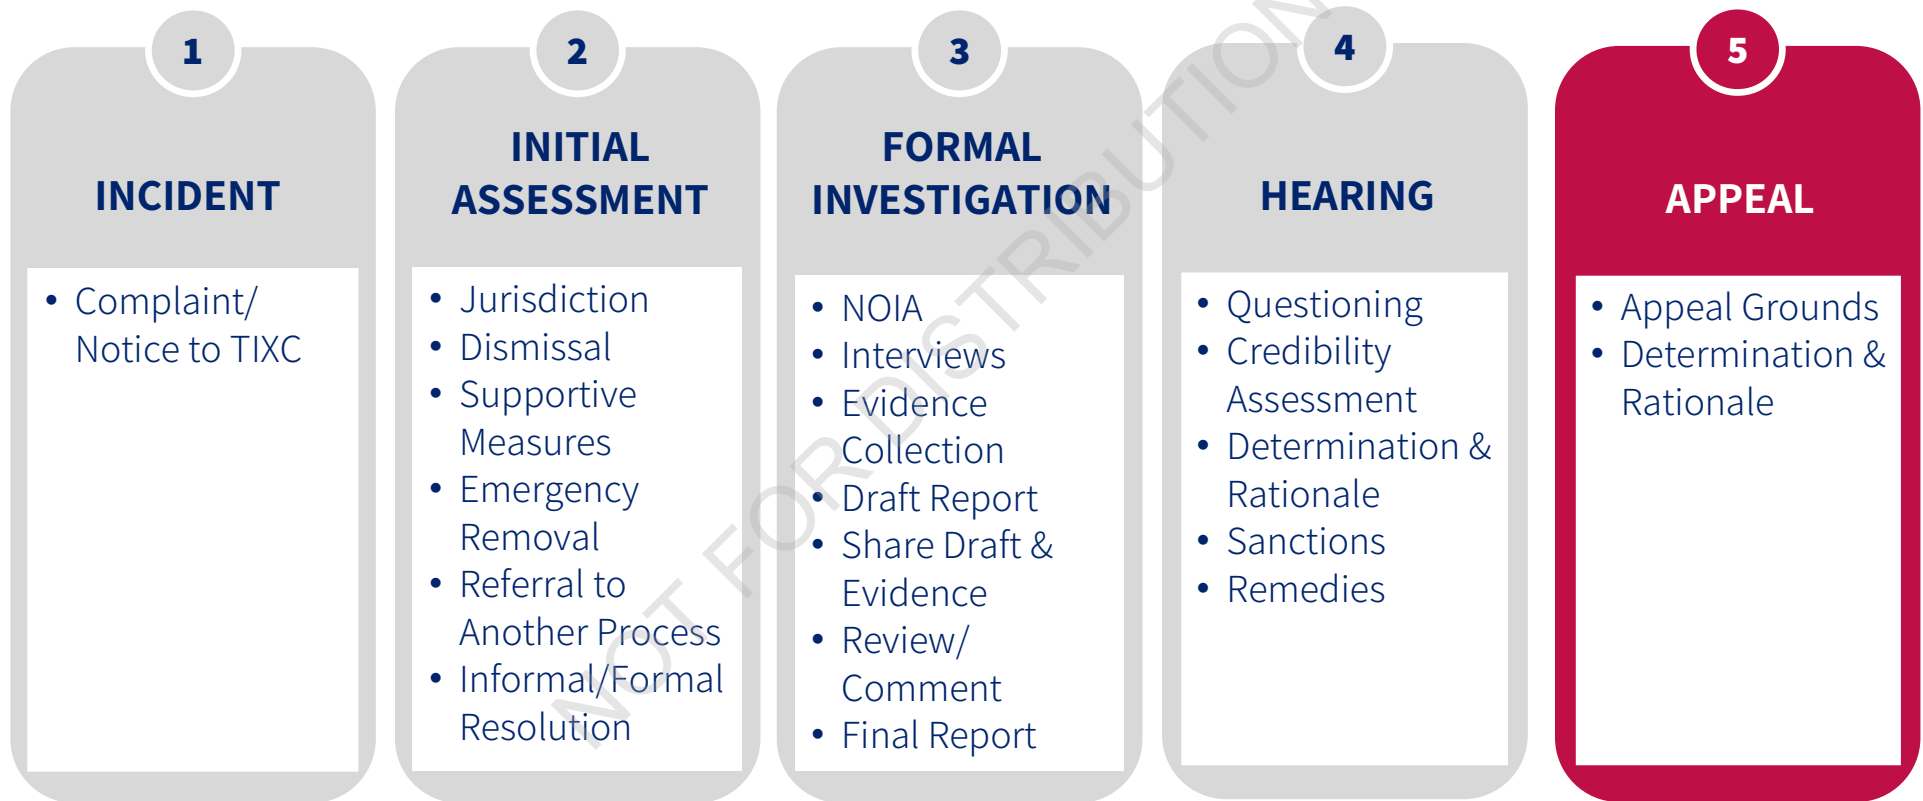 1
INCIDENT
• Complaint/
Notice to TIXC
2
INITIAL
ASSESSMENT
• Jurisdiction
• Dismissal
• Supportive
Measures
• Emergency
Removal
• Referral to
Another Process
• Informal/Formal
Resolution
3
FORMAL
INVESTIGATION
• NOIA
• Interviews
• Evidence
Collection
• Draft Report
• Share Draft &
Evidence
• Review/
Comment
• Final Report
4
HEARING
• Questioning
• Credibility
Assessment
• Determination &
Rationale
• Sanctions
• Remedies
5
APPEAL
• Appeal Grounds
• Determination &
Rationale
NOT FOR DISTRIBUTION